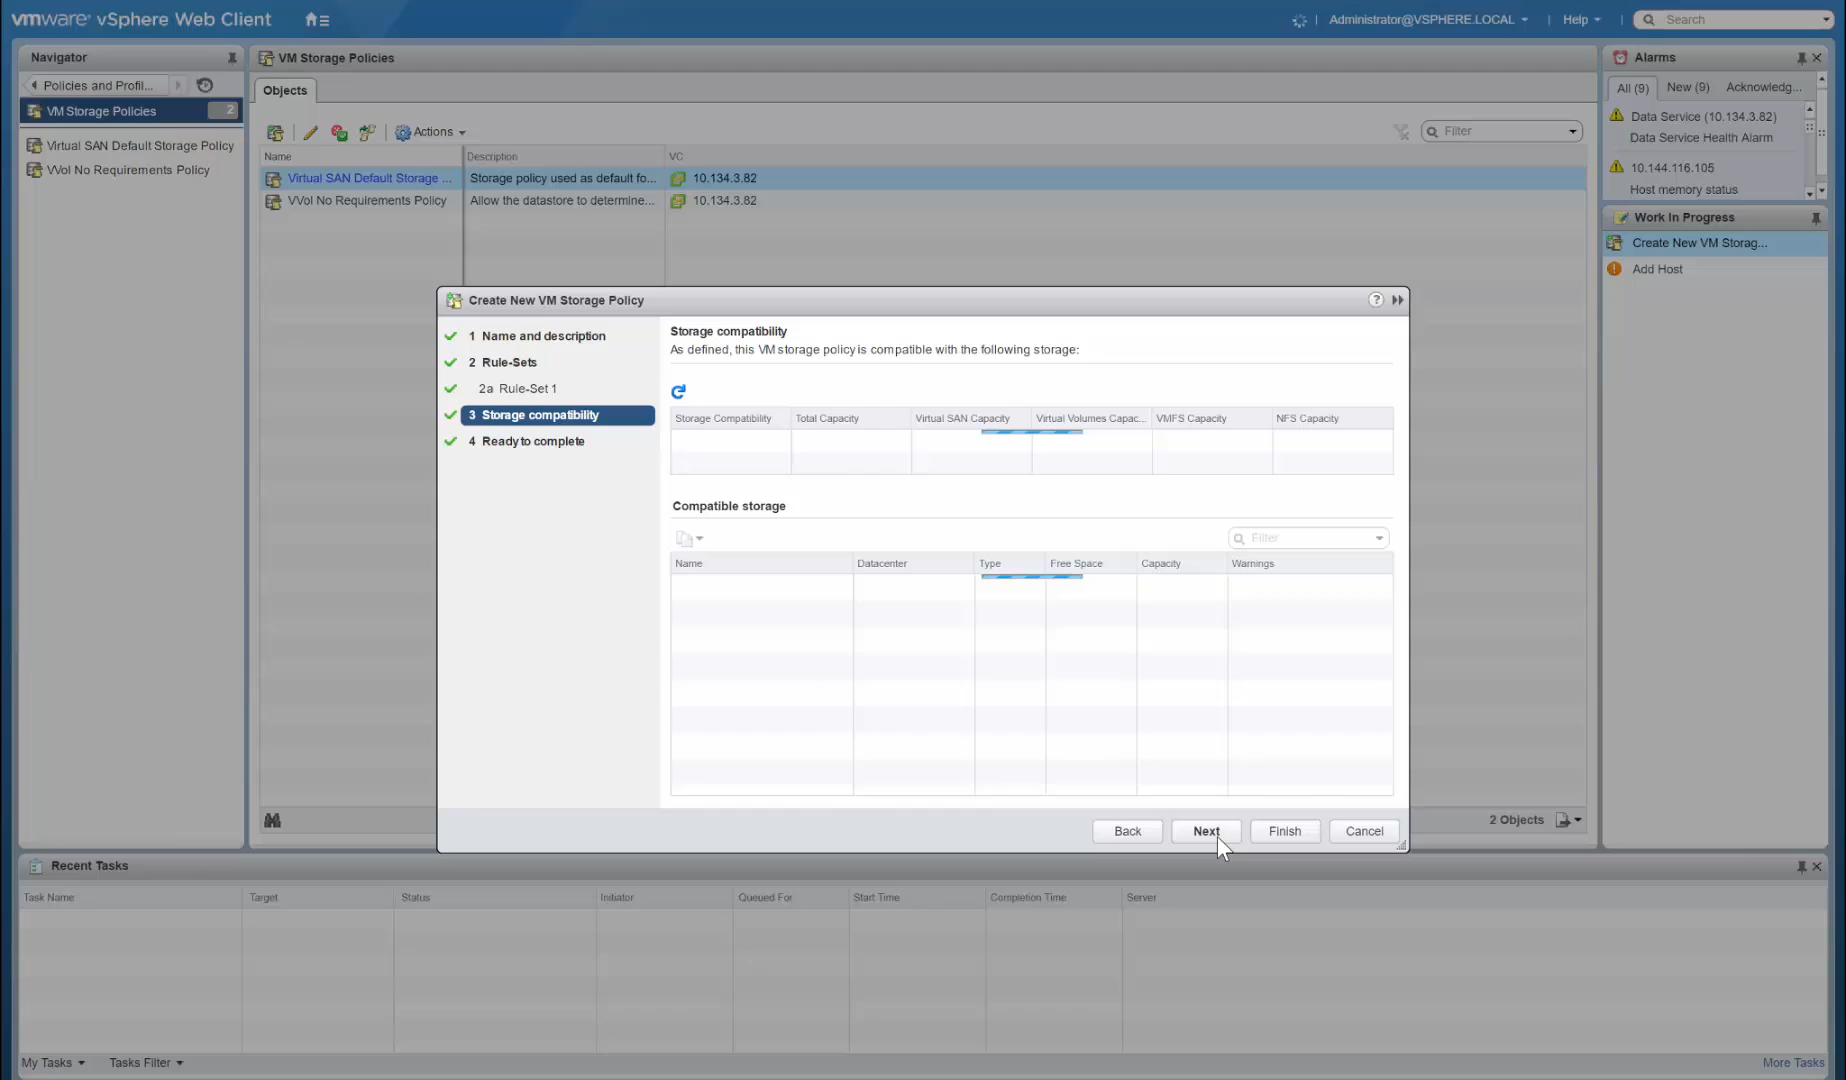 vmware® vSphere Web Client
Administrator@VSPHERE.LOCAL
Help
Search
Navigator
Policies and Profil...
VM Storage Policies 2
Virtual SAN Default Storage Policy
VVol No Requirements Policy
VM Storage Policies
Objects
Actions
Filter
Name Description VC
Virtual SAN Default Storage ... Storage policy used as default fo... 10.134.3.82
VVol No Requirements Policy Allow the datastore to determine... 10.134.3.82
2 Objects
Alarms
All (9) New (9) Acknowledg...
Data Service (10.134.3.82)
Data Service Health Alarm
10.144.116.105
Host memory status
Work In Progress
Create New VM Storag...
Add Host
Create New VM Storage Policy
?
1 Name and description
2 Rule-Sets
2a Rule-Set 1
3 Storage compatibility
4 Ready to complete
Storage compatibility
As defined, this VM storage policy is compatible with the following storage:
Storage Compatibility Total Capacity Virtual SAN Capacity Virtual Volumes Capac... VMFS Capacity NFS Capacity
Compatible storage
Filter
Name Datacenter Type Free Space Capacity Warnings
Back Next Finish Cancel
Recent Tasks
Task Name Target Status Initiator Queued For Start Time Completion Time Server
My Tasks Tasks Filter More Tasks